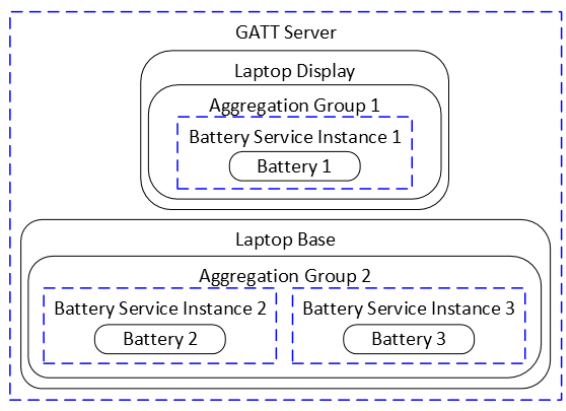 GATT Server
Laptop Display
Aggregation Group 1
Battery Service Instance 1
Battery 1
Laptop Base
Aggregation Group 2
Battery Service Instance 2
Battery 2
Battery Service Instance 3
Battery 3